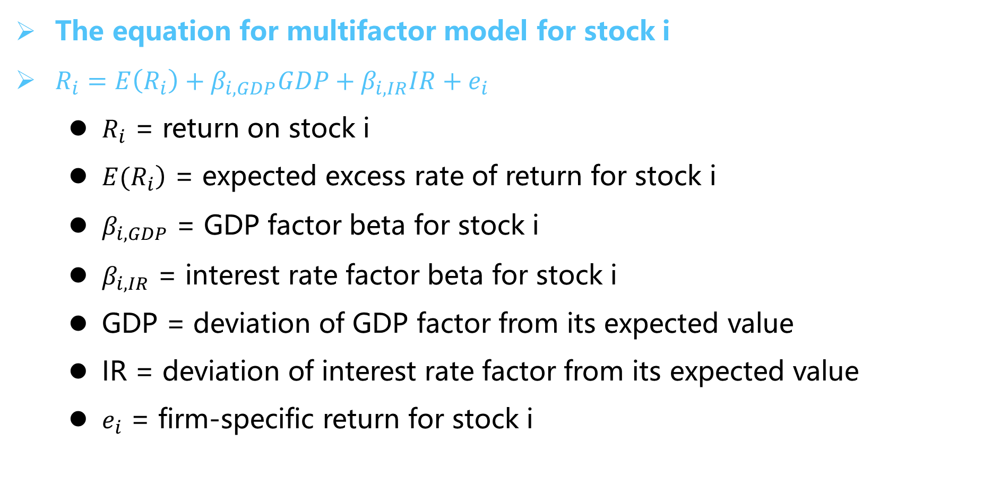 ➢ The equation for multifactor model for stock i
➢ $R_i = E(R_i) + \beta_{i,GDP}GDP + \beta_{i,IR}IR + e_i$
● $R_i$ = return on stock i
● $E(R_i)$ = expected excess rate of return for stock i
● $\beta_{i,GDP}$ = GDP factor beta for stock i
● $\beta_{i,IR}$ = interest rate factor beta for stock i
● GDP = deviation of GDP factor from its expected value
● IR = deviation of interest rate factor from its expected value
● $e_i$ = firm-specific return for stock i